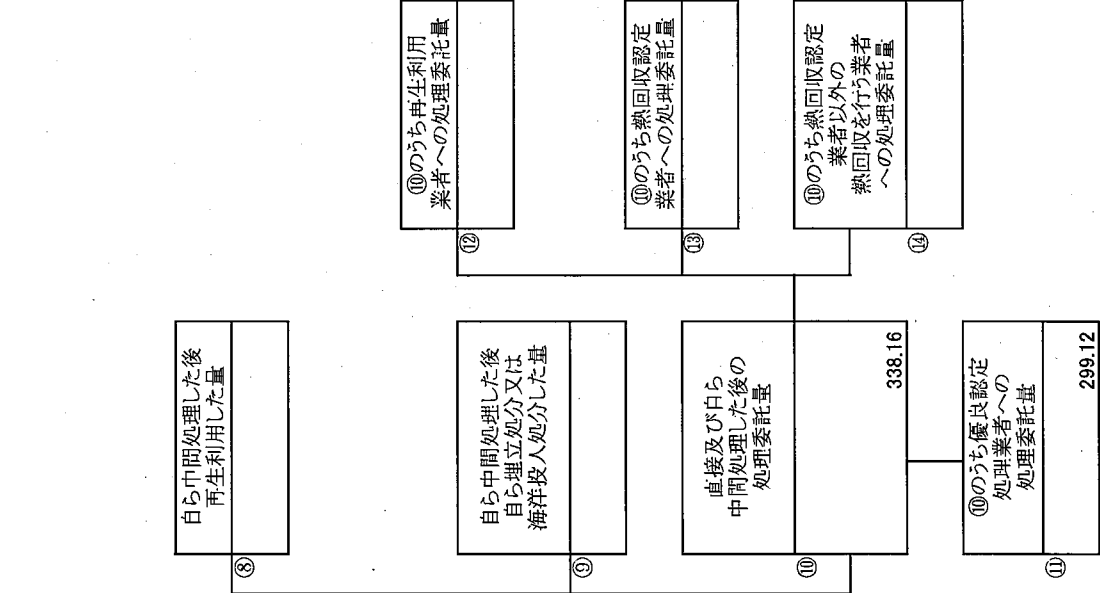 自ら中間処理した後
再生利用した量
⑧
自ら中間処理した後
自ら埋立処分又は
海洋投入処分した量
⑨
直接及び自ら
中間処理した後の
処理委託量
338.16
⑩
⑩のうち優良認定
処理業者への
処理委託量
299.12
⑪
⑩のうち再生利用
業者への処理委託量
⑫
⑩のうち熱回収認定
業者への処理委託量
⑬
⑩のうち熱回収認定
業者以外の
熱回収を行う業者
への処理委託量
⑭